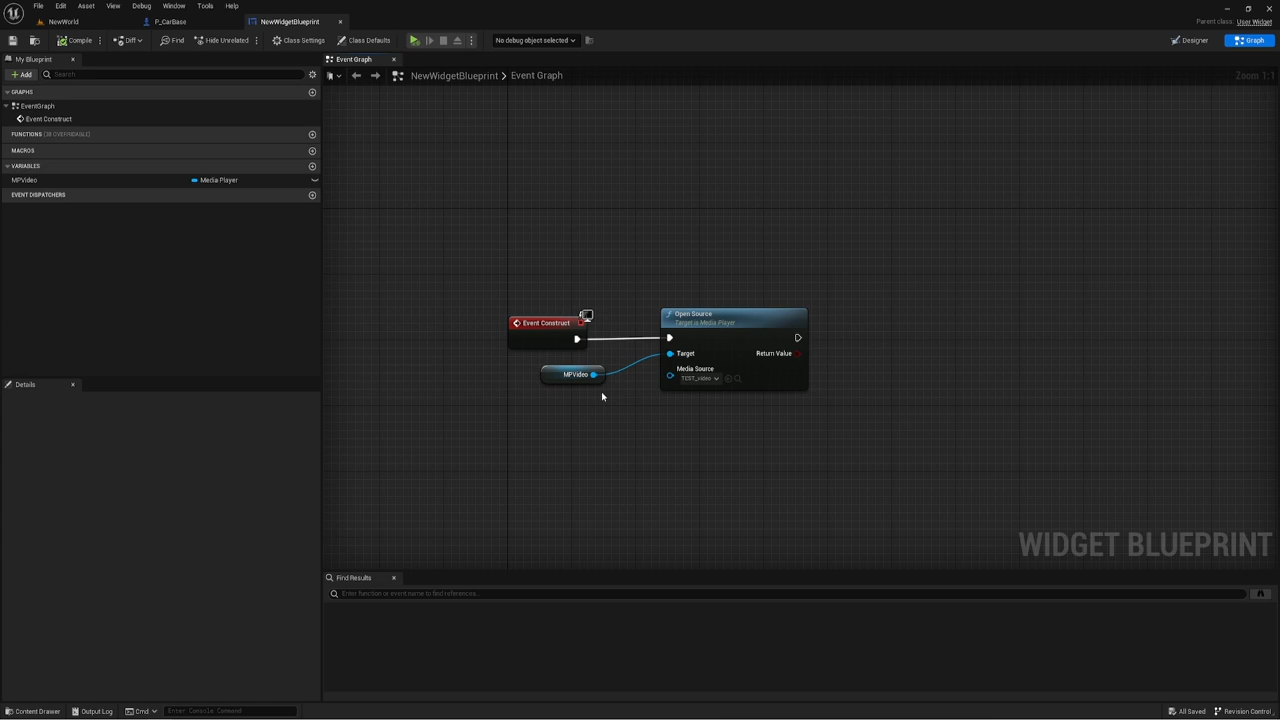 File Edit Asset View Debug Window Tools Help
NewWorld P_CarBase NewWidgetBlueprint
Parent class: User Widget
Compile Diff Find Hide Unrelated Class Settings Class Defaults No debug object selected Designer Graph
My Blueprint Event Graph
Add Search
NewWidgetBlueprint > Event Graph Zoom 1:1
GRAPHS
EventGraph
Event Construct
FUNCTIONS (28 OVERRIDABLE)
MACROS
VARIABLES
MPVideo Media Player
EVENT DISPATCHERS
Event Construct
MPVideo
Open Source
Target is Media Player
Target Return Value
Media Source
TEST_video
Details
WIDGET BLUEPRINT
Find Results
Enter function or event name to find references...
Content Drawer Output Log Cmd Enter Console Command All Saved Revision Control